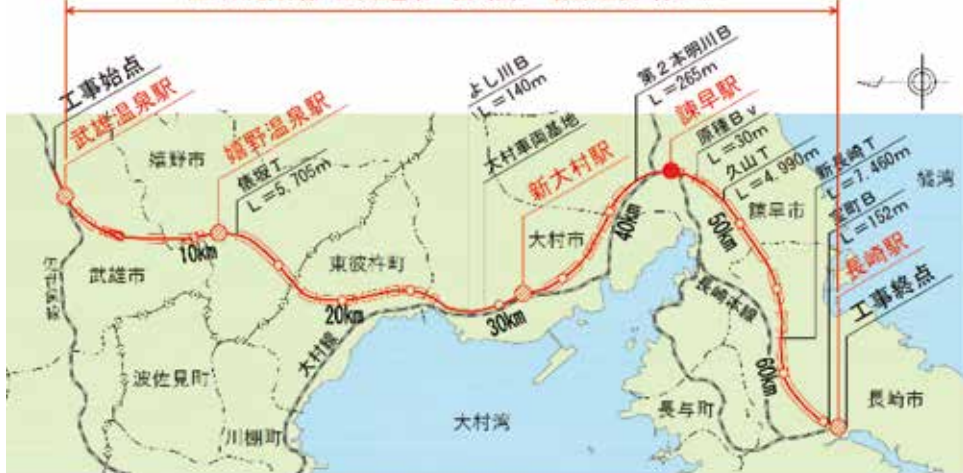 工事始点
武雄温泉駅
嬉野市
嬉野温泉駅
俵坂T
L=5,705m
よし川B
L=140m
大村車両基地
新大村駅
第2本明川B
L=265m
諫早駅
原種Bv
L=30m
久山T
L=4,990m
諫早市
新長崎T
L=7,460m
L=152m
長崎駅
工事終点
武雄市
10km
東彼杵町
20km
30km
大村市
40km
50km
60km
長崎本線
大村線
波佐見町
川棚町
大村湾
長与町
長崎市